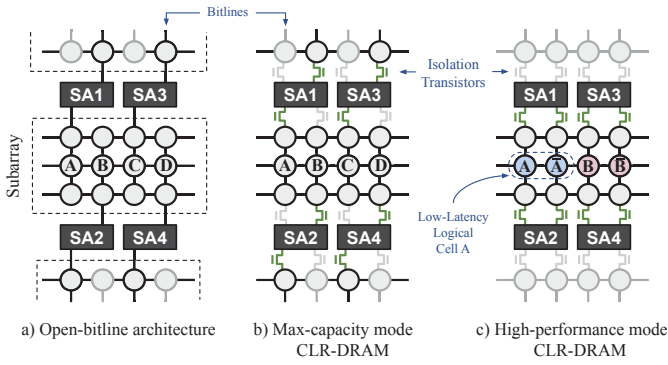 Bitlines
Isolation
Transistors
SA1 SA3 SA1 SA3 SA1 SA3
Subarray
A B C D A B C D A A̅ B B̅
Low-Latency
Logical
Cell A
SA2 SA4 SA2 SA4 SA2 SA4
a) Open-bitline architecture
b) Max-capacity mode
CLR-DRAM
c) High-performance mode
CLR-DRAM